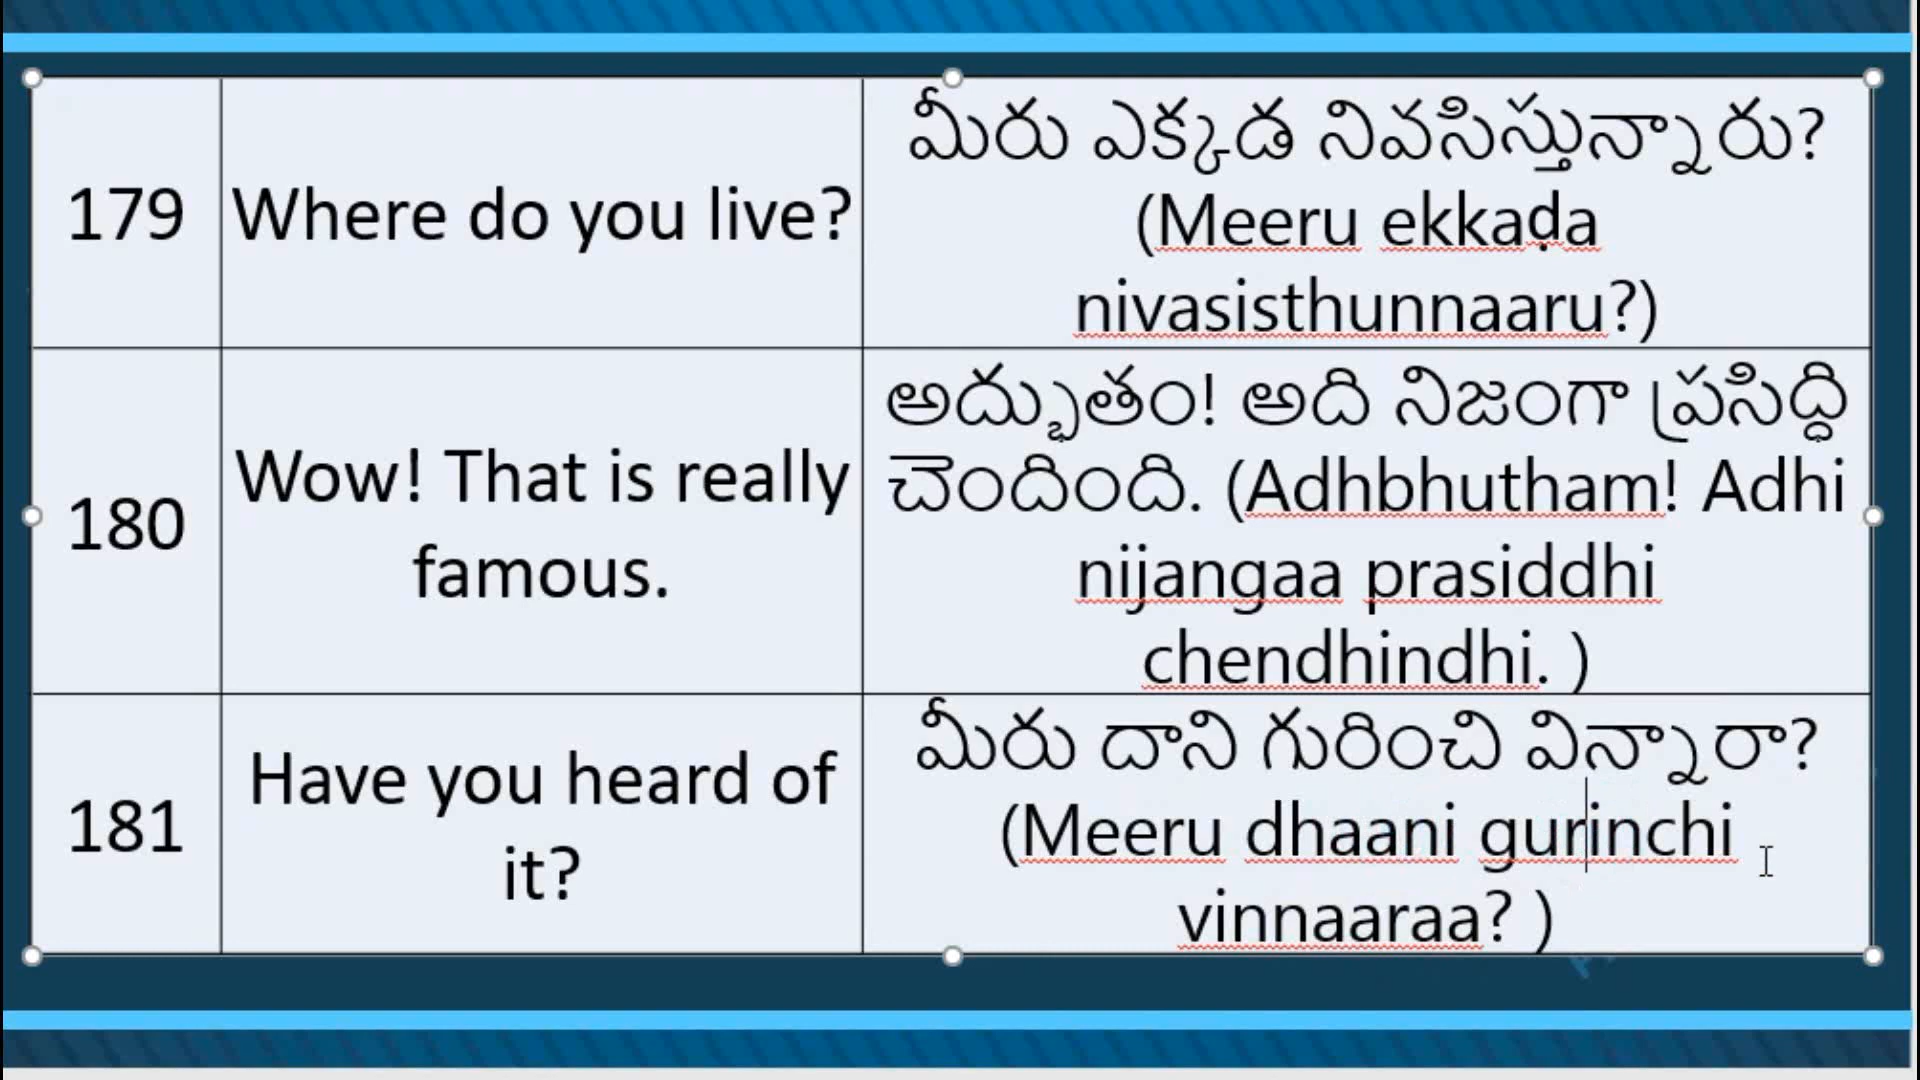 179
Where do you live?
మీరు ఎక్కడ నివసిస్తున్నారు?
(Meeru ekkaḍa
nivasisthunnaaru?)
180
Wow! That is really
famous.
అద్భుతం! అది నిజంగా ప్రసిద్ధి
చెందింది. (Adhbhutham! Adhi
nijangaa prasiddhi
chendhindhi. )
181
Have you heard of
it?
మీరు దాని గురించి విన్నారా?
(Meeru dhaani gurinchi
vinnaaraa? )